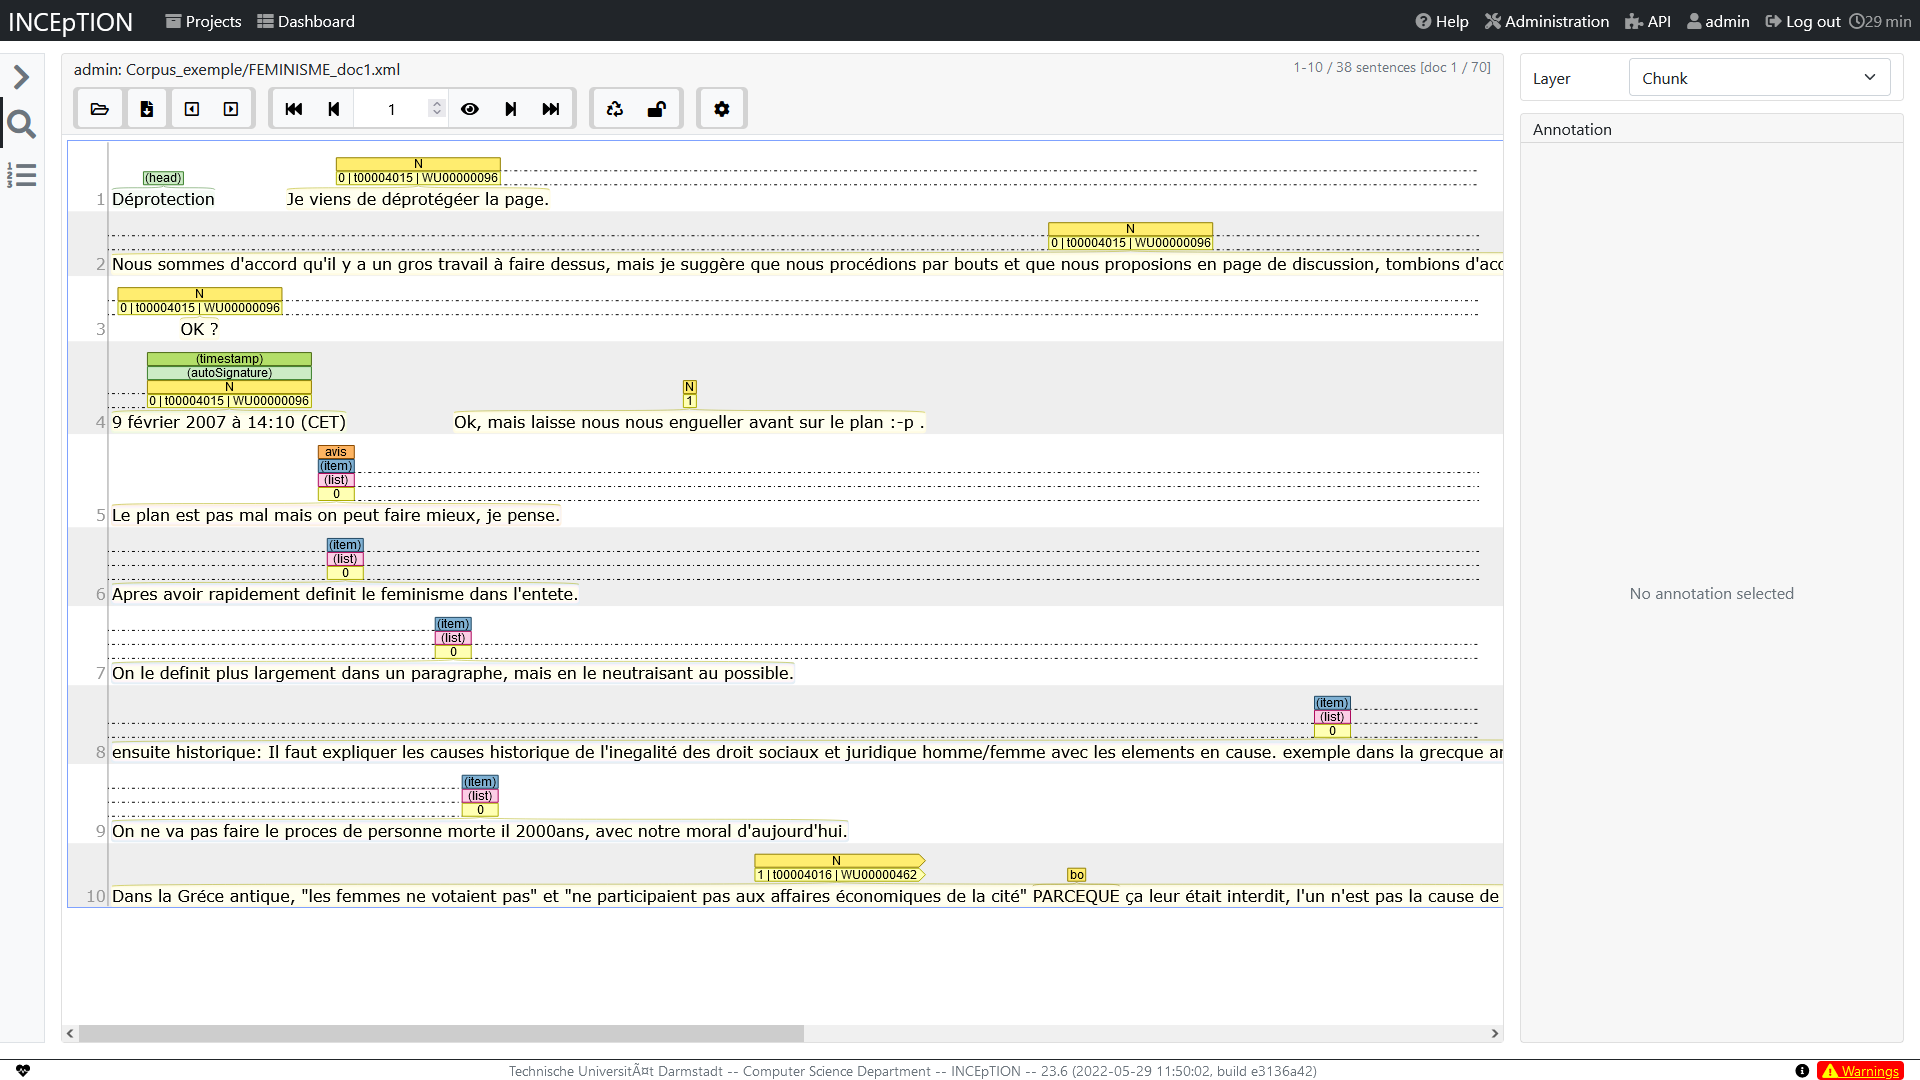 INCEpTION Projects Dashboard Help Administration API admin Log out 29 min
admin: Corpus_exemple/FEMINISME_doc1.xml 1-10 / 38 sentences [doc 1 / 70]
1
Layer Chunk
Annotation
No annotation selected
N
(head) 0 | t00004015 | WU00000096
1 Déprotection Je viens de déprotégéer la page.
N
0 | t00004015 | WU00000096
2 Nous sommes d'accord qu'il y a un gros travail à faire dessus, mais je suggère que nous procédions par bouts et que nous proposions en page de discussion, tombions d'acc
N
0 | t00004015 | WU00000096
3 OK ?
(timestamp)
(autoSignature)
N N
0 | t00004015 | WU00000096 1
4 9 février 2007 à 14:10 (CET) Ok, mais laisse nous nous engueller avant sur le plan :-p .
avis
(item)
(list)
0
5 Le plan est pas mal mais on peut faire mieux, je pense.
(item)
(list)
0
6 Apres avoir rapidement definit le feminisme dans l'entete.
(item)
(list)
0
7 On le definit plus largement dans un paragraphe, mais en le neutraisant au possible.
(item)
(list)
0
8 ensuite historique: Il faut expliquer les causes historique de l'inegalité des droit sociaux et juridique homme/femme avec les elements en cause. exemple dans la grecque an
(item)
(list)
0
9 On ne va pas faire le proces de personne morte il 2000ans, avec notre moral d'aujourd'hui.
N
1 | t00004016 | WU00000462 bo
10 Dans la Gréce antique, "les femmes ne votaient pas" et "ne participaient pas aux affaires économiques de la cité" PARCEQUE ça leur était interdit, l'un n'est pas la cause de
Technische UniversitÃ¤t Darmstadt -- Computer Science Department -- INCEpTION -- 23.6 (2022-05-29 11:50:02, build e3136a42) Warnings